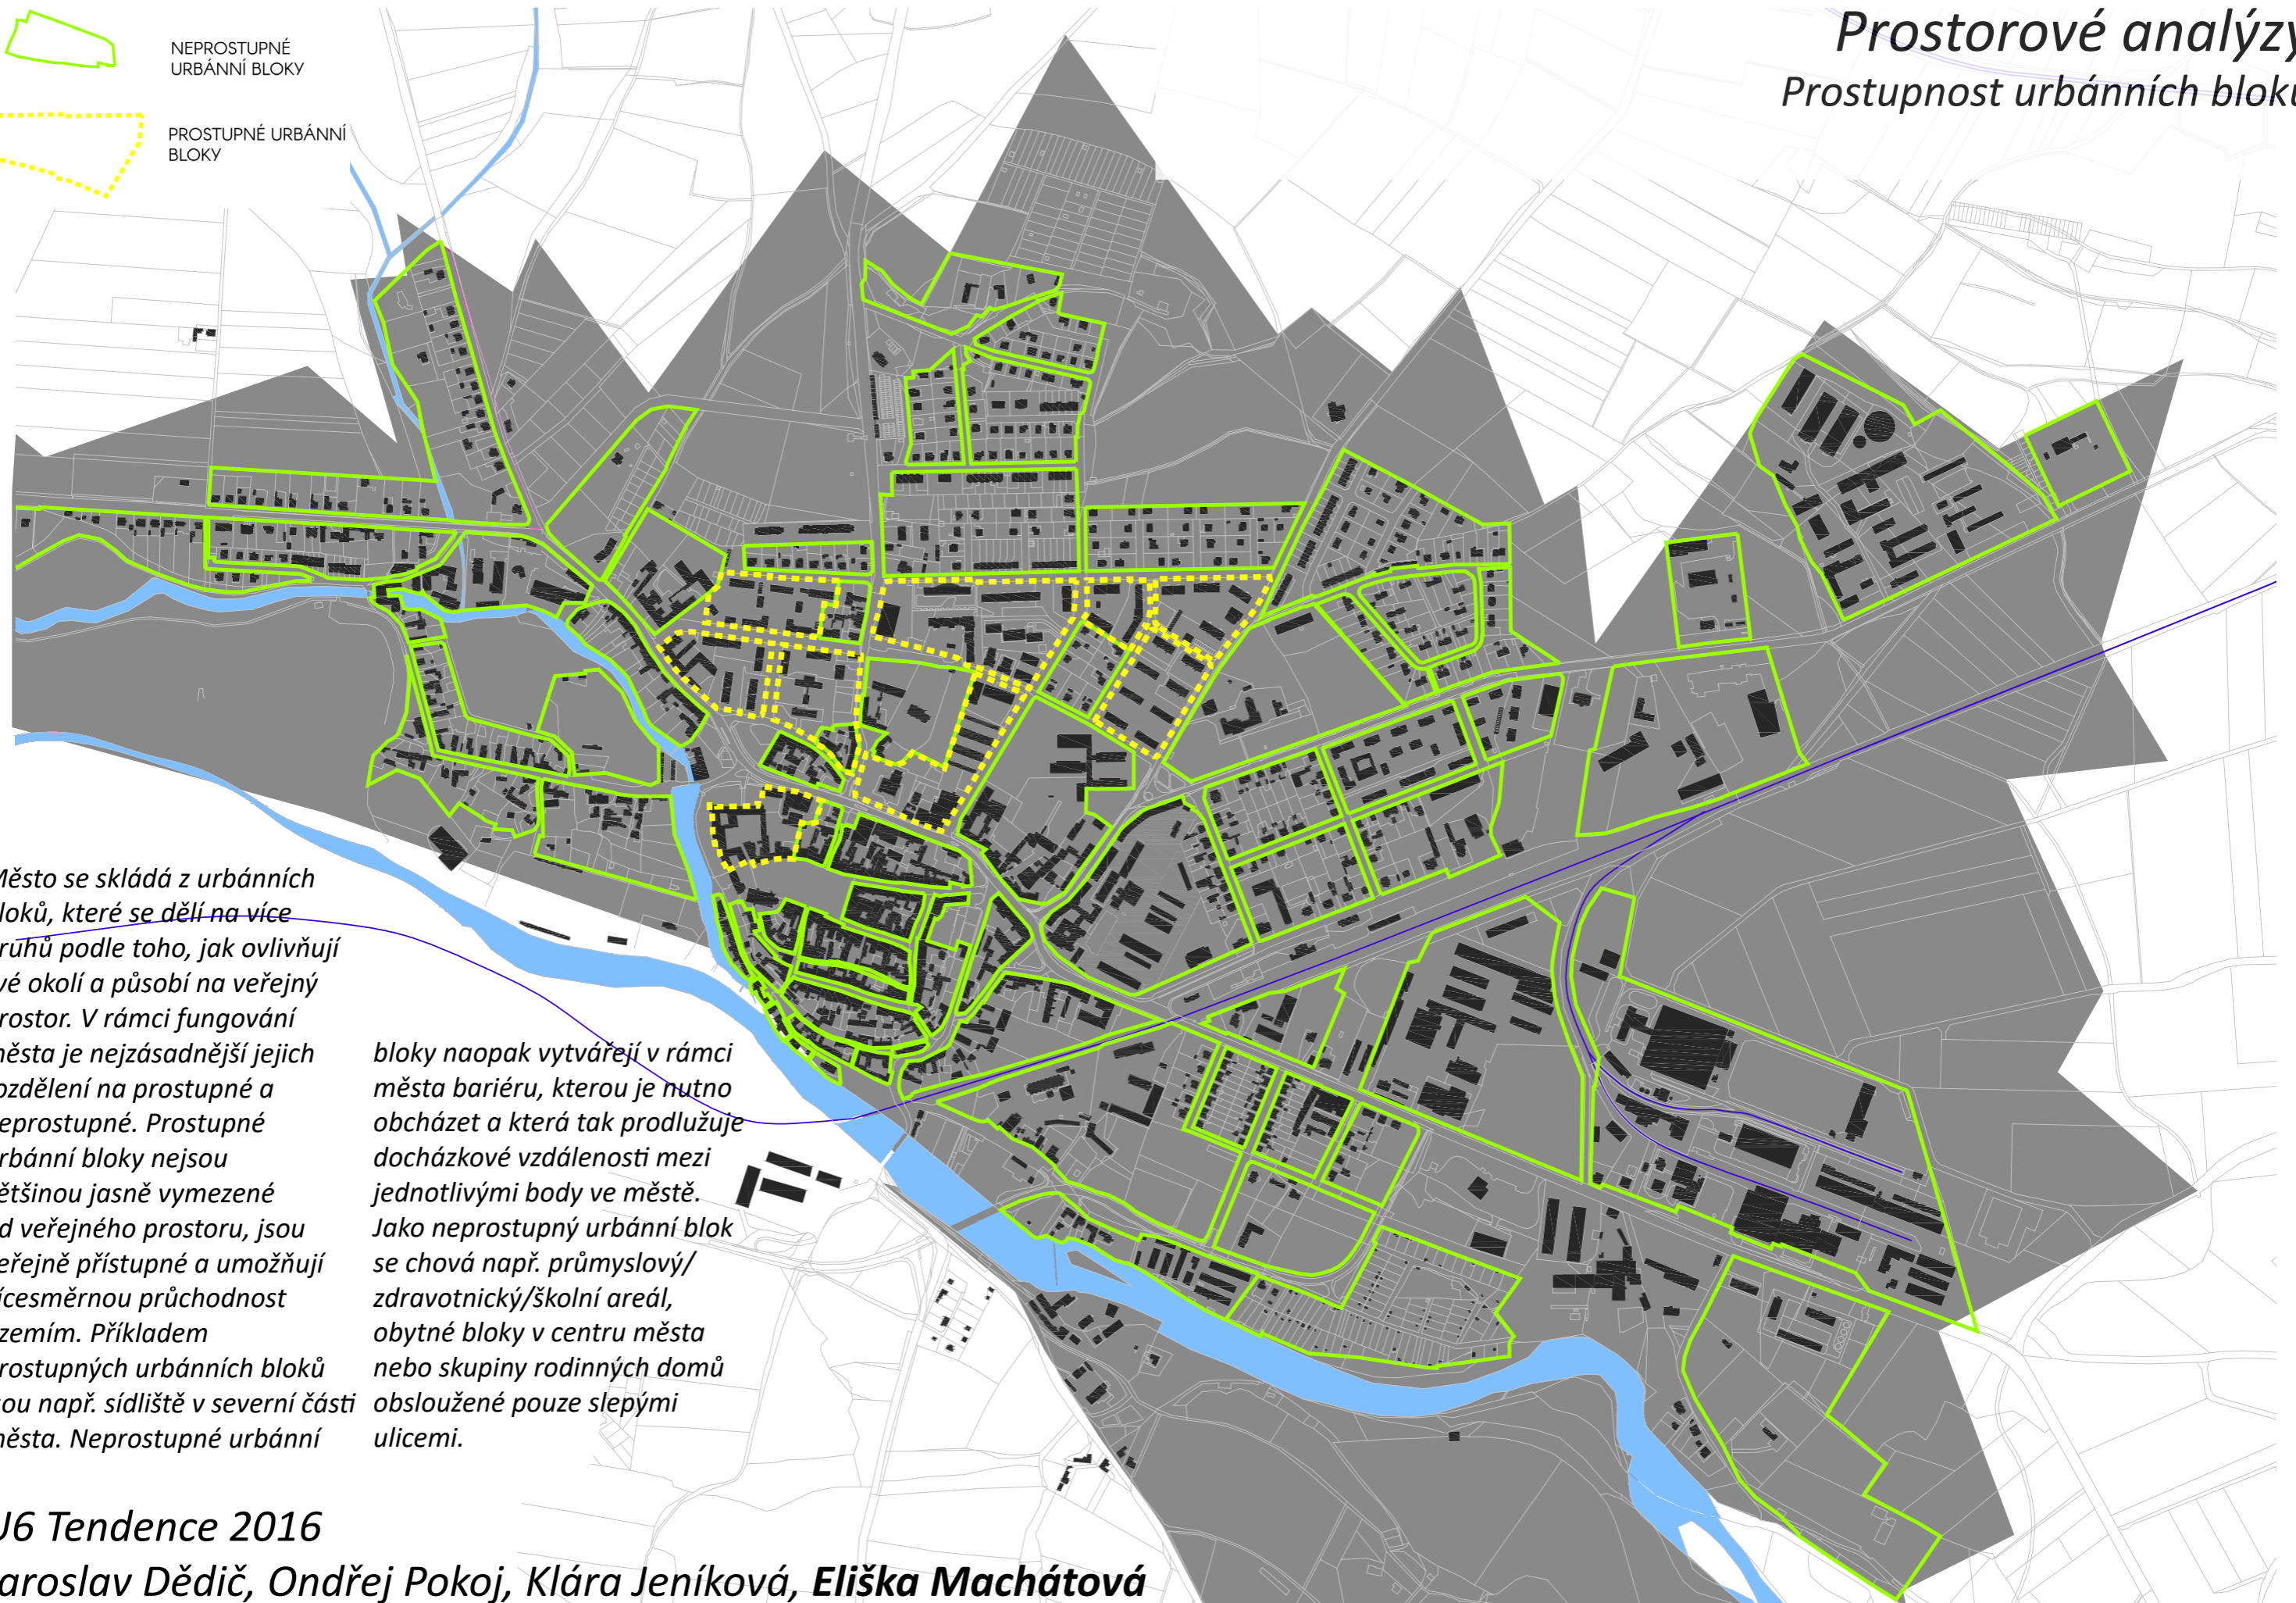 NEPROSTUPNÉ
URBÁNNÍ BLOKY
PROSTUPNÉ URBÁNNÍ
BLOKY
Prostorové analýzy
Prostupnost urbánních bloků
Město se skládá z urbánních
loků, které se dělí na více
ruhů podle toho, jak ovlivňují
vé okolí a působí na veřejný
rostor. V rámci fungování
města je nejzásadnější jejich
ozdělení na prostupné a
eprostupné. Prostupné
rbánní bloky nejsou
ětšinou jasně vymezené
d veřejného prostoru, jsou
eřejně přístupné a umožňují
ícesměrnou průchodnost
zemím. Příkladem
rostupných urbánních bloků
sou např. sídliště v severní části
města. Neprostupné urbánní
bloky naopak vytvářejí v rámci
města bariéru, kterou je nutno
obcházet a která tak prodlužuje
docházkové vzdálenosti mezi
jednotlivými body ve městě.
Jako neprostupný urbánní blok
se chová např. průmyslový/
zdravotnický/školní areál,
obytné bloky v centru města
nebo skupiny rodinných domů
obsloužené pouze slepými
ulicemi.
U6 Tendence 2016
aroslav Dědič, Ondřej Pokoj, Klára Jeníková, Eliška Machátová